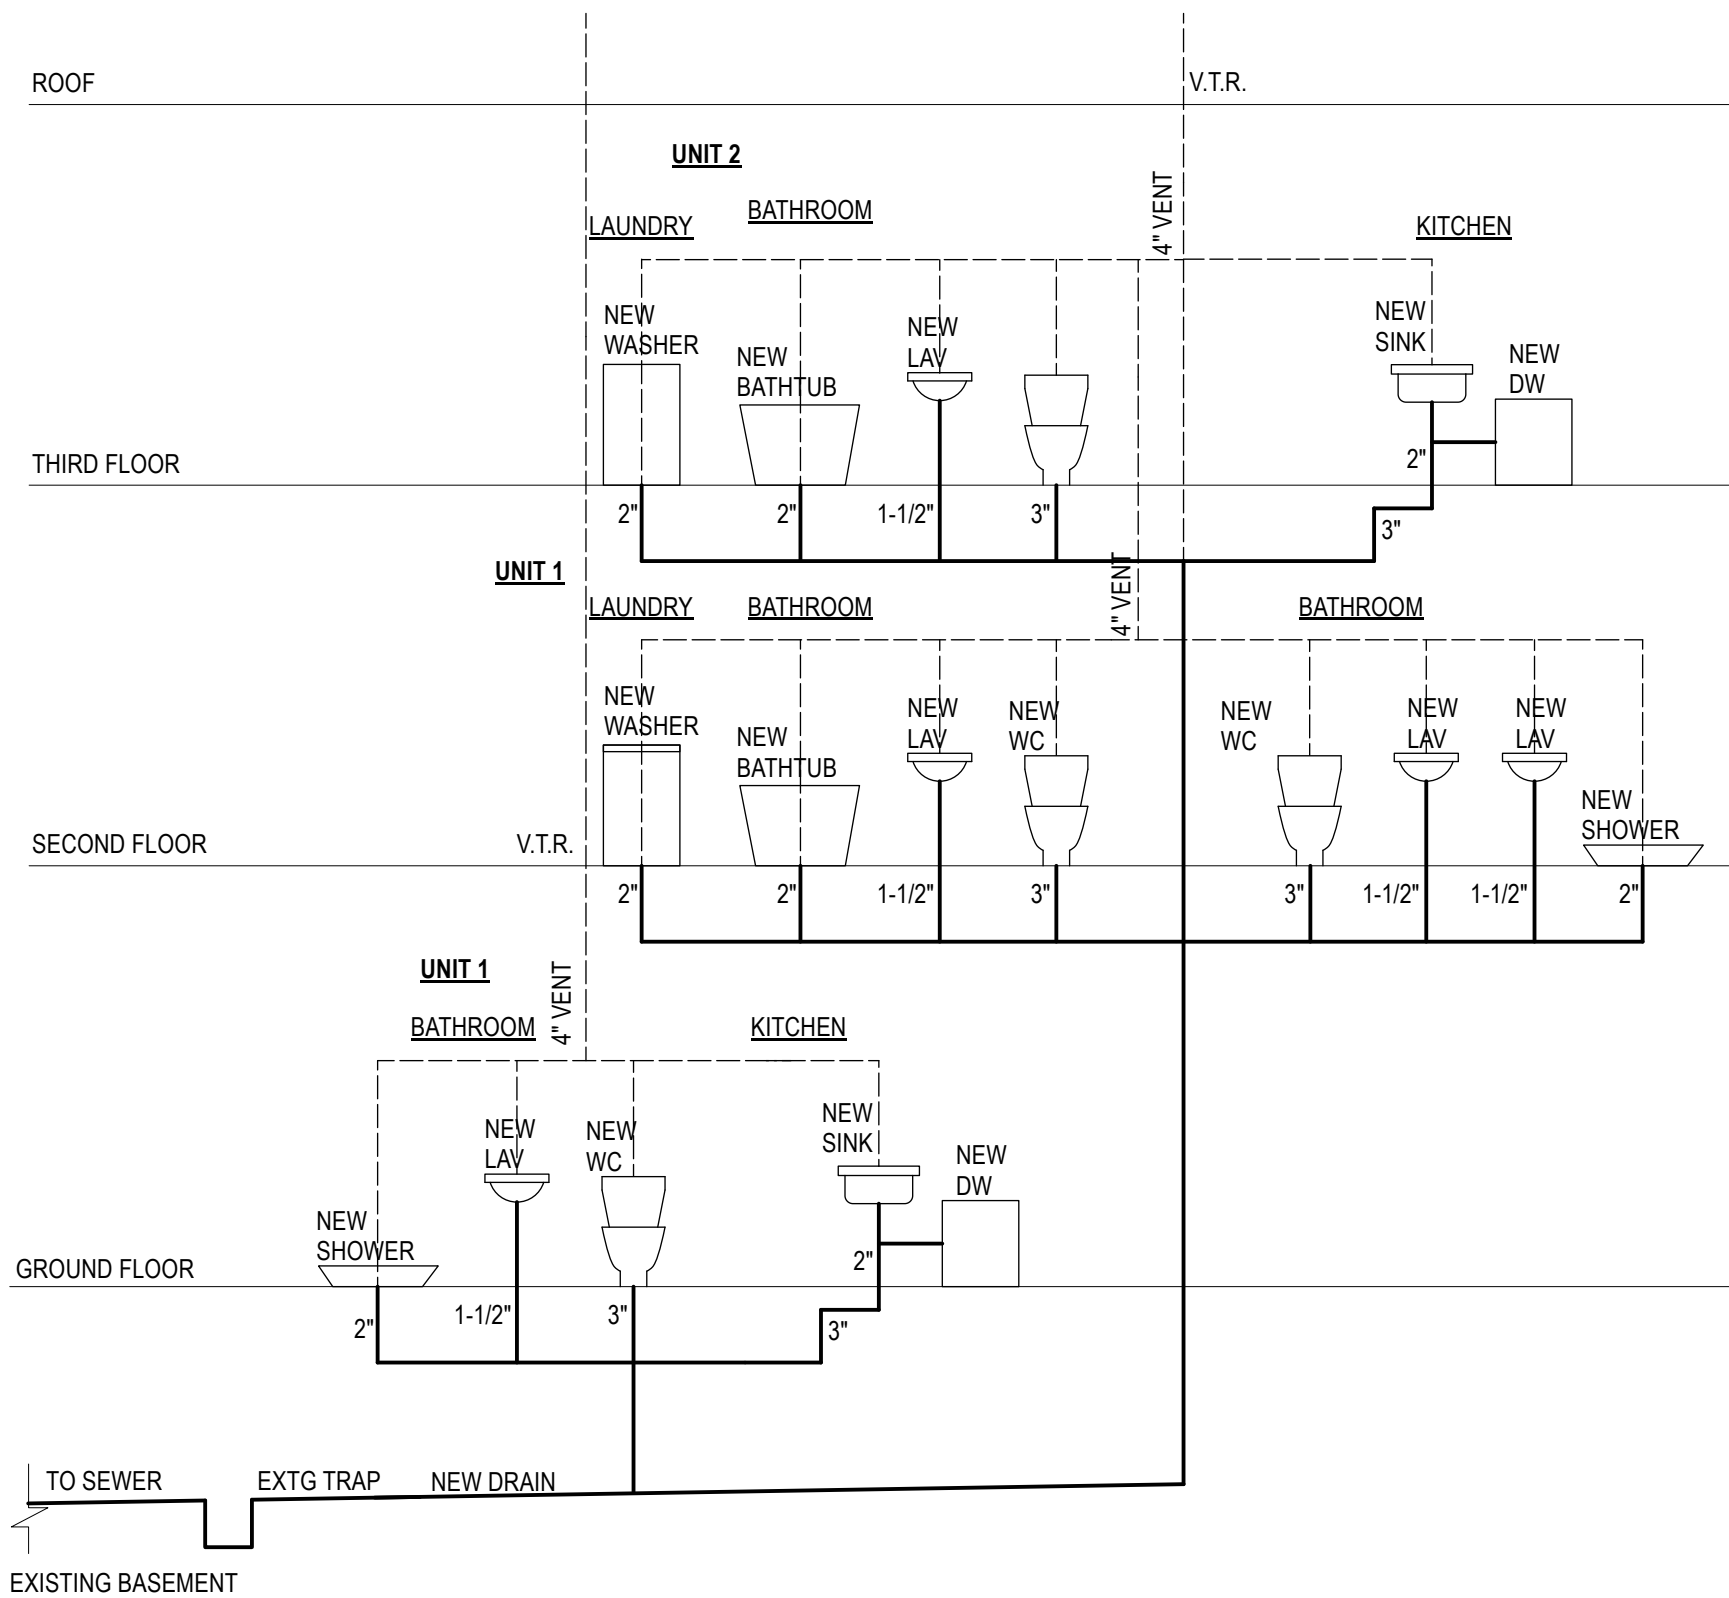 ROOF
V.T.R.
UNIT 2
4" VENT
LAUNDRY
BATHROOM
KITCHEN
NEW
WASHER
NEW
BATHTUB
NEW
LAV
NEW
SINK
NEW
DW
THIRD FLOOR
2"
2"
2"
1-1/2"
3"
3"
UNIT 1
4" VENT
LAUNDRY
BATHROOM
BATHROOM
NEW
WASHER
NEW
BATHTUB
NEW
LAV
NEW
WC
NEW
WC
NEW
LAV
NEW
LAV
NEW
SHOWER
SECOND FLOOR
V.T.R.
2"
2"
1-1/2"
3"
3"
1-1/2"
1-1/2"
2"
UNIT 1
4" VENT
BATHROOM
KITCHEN
NEW
LAV
NEW
WC
NEW
SINK
NEW
DW
NEW
SHOWER
GROUND FLOOR
2"
2"
1-1/2"
3"
3"
TO SEWER
EXTG TRAP
NEW DRAIN
EXISTING BASEMENT